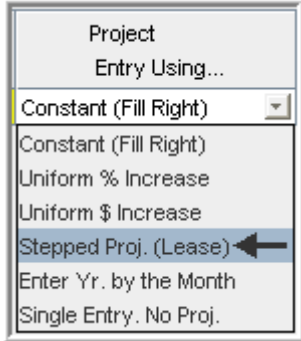 Project
Entry Using...
Constant (Fill Right)
Constant (Fill Right)
Uniform % Increase
Uniform $ Increase
Stepped Proj. (Lease)
Enter Yr. by the Month
Single Entry. No Proj.